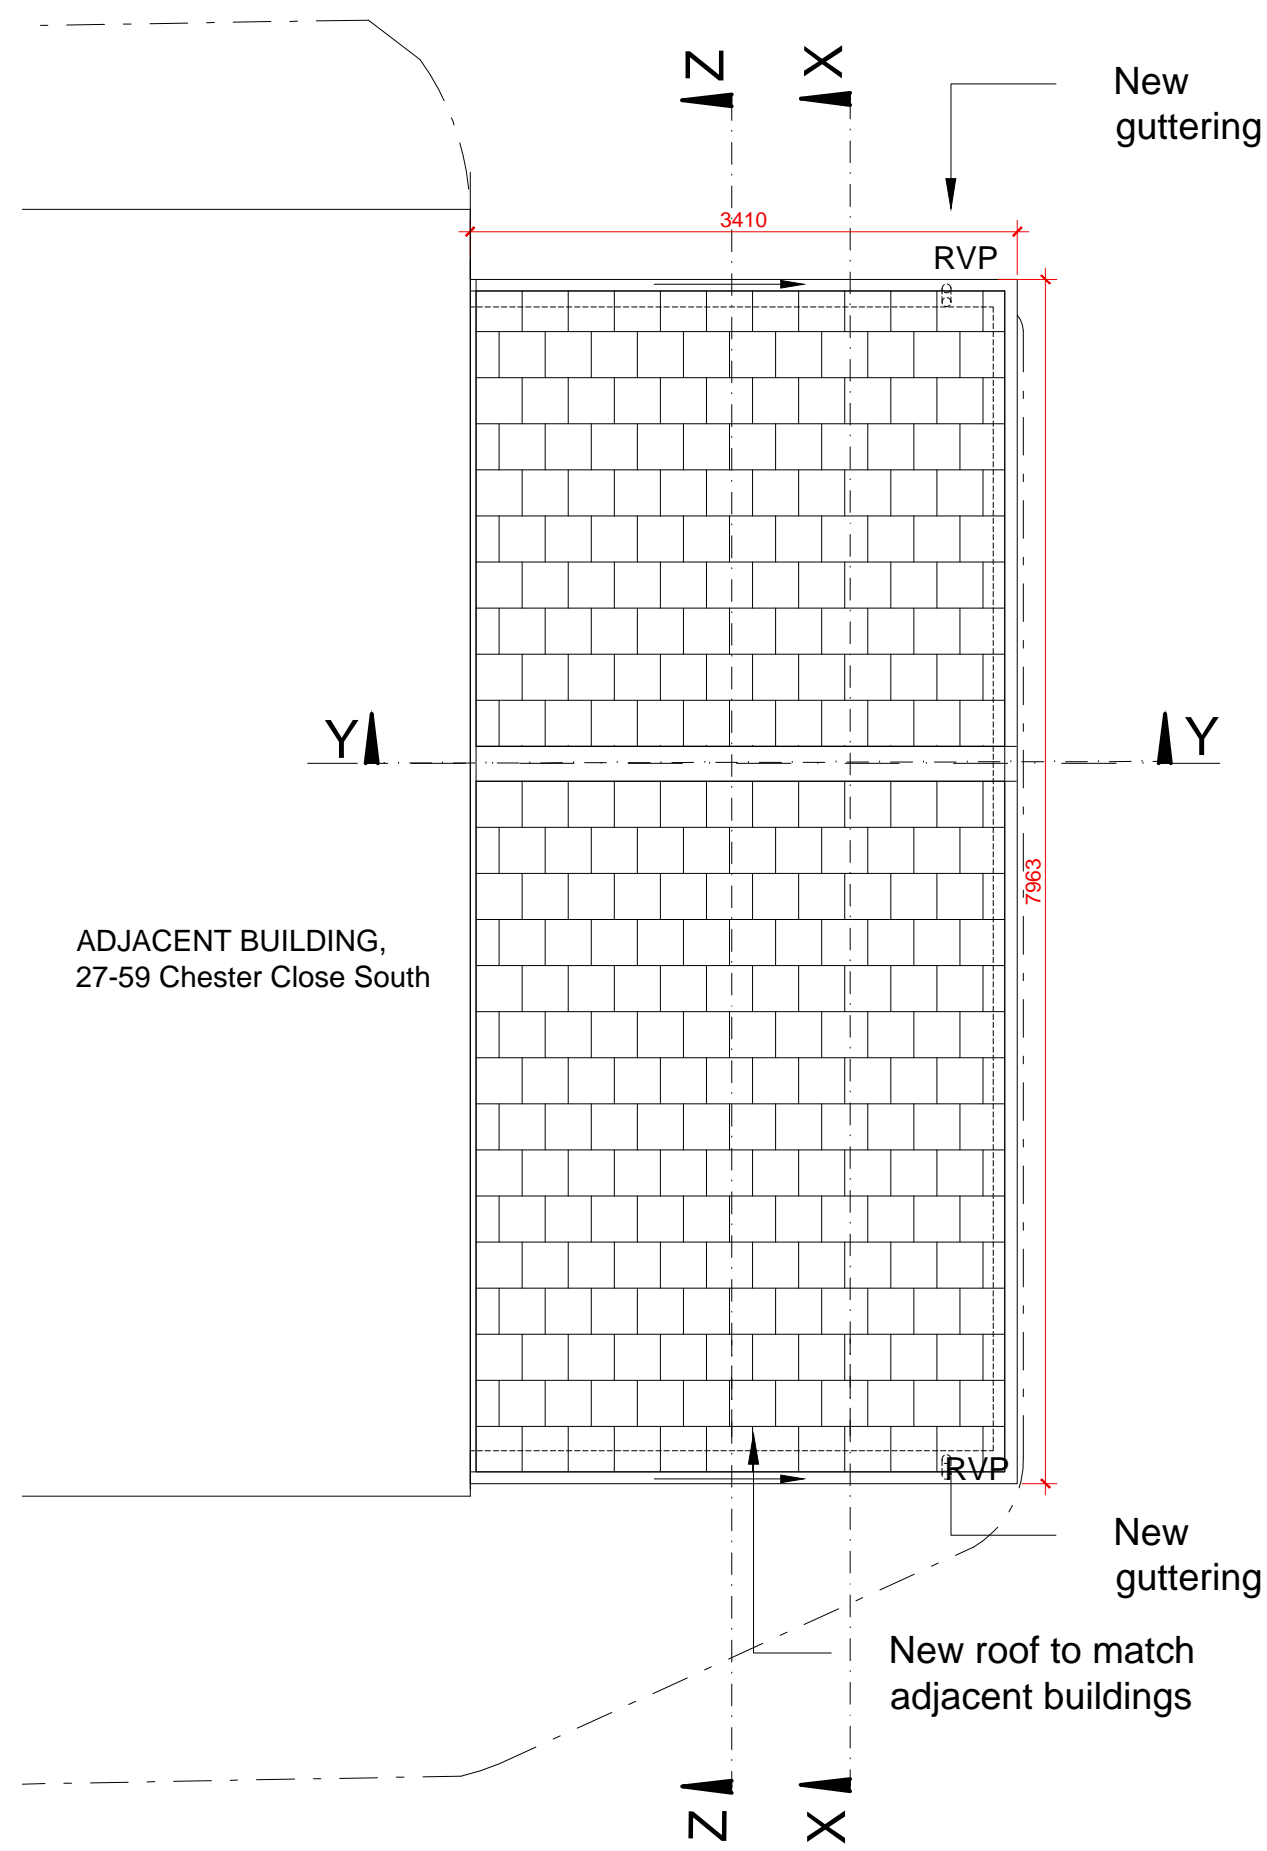 Z
X
New
guttering
3410
RVP
Y
Y
7963
ADJACENT BUILDING,
27-59 Chester Close South
RVP
New
guttering
New roof to match
adjacent buildings
Z
X